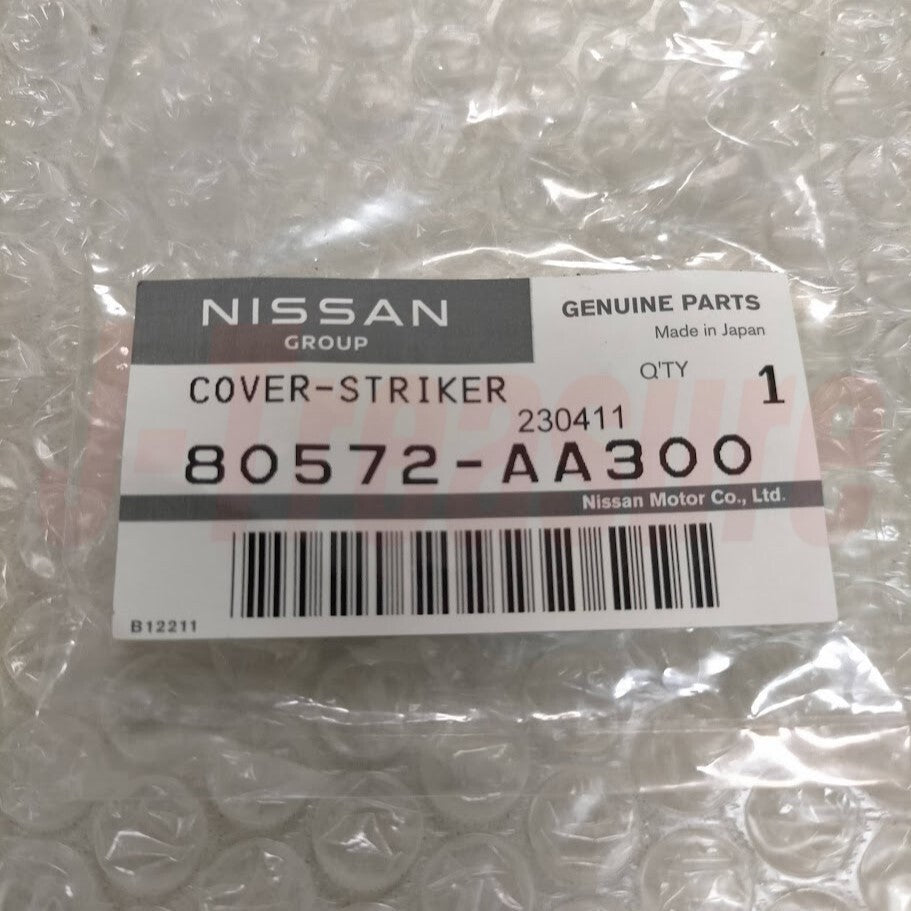 NISSAN
GROUP
GENUINE PARTS
Made in Japan
Q'TY 1
COVER-STRIKER
230411
80572-AA300
Nissan Motor Co., Ltd.
B12211